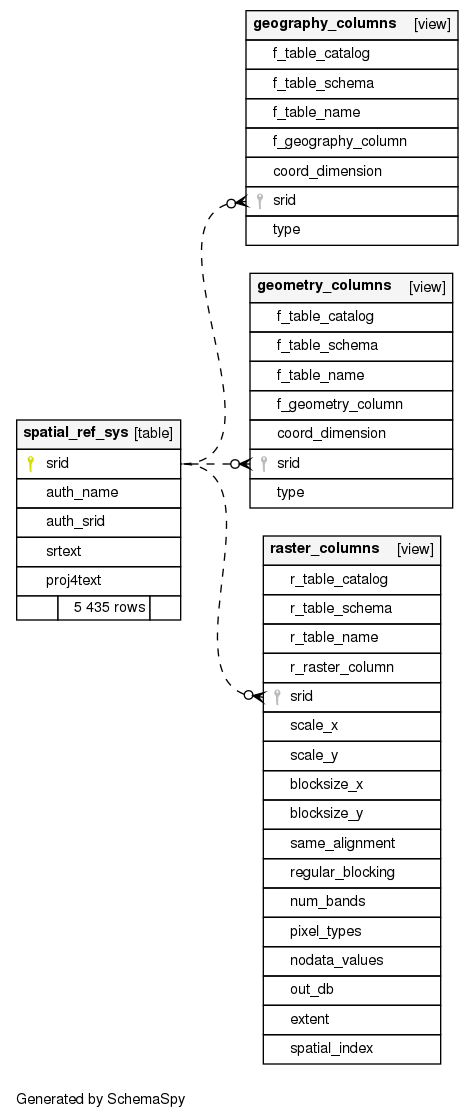 geography_columns [view]
f_table_catalog
f_table_schema
f_table_name
f_geography_column
coord_dimension
srid
type
geometry_columns [view]
f_table_catalog
f_table_schema
f_table_name
f_geometry_column
coord_dimension
srid
type
spatial_ref_sys [table]
srid
auth_name
auth_srid
srtext
proj4text
5 435 rows
raster_columns [view]
r_table_catalog
r_table_schema
r_table_name
r_raster_column
srid
scale_x
scale_y
blocksize_x
blocksize_y
same_alignment
regular_blocking
num_bands
pixel_types
nodata_values
out_db
extent
spatial_index
Generated by SchemaSpy